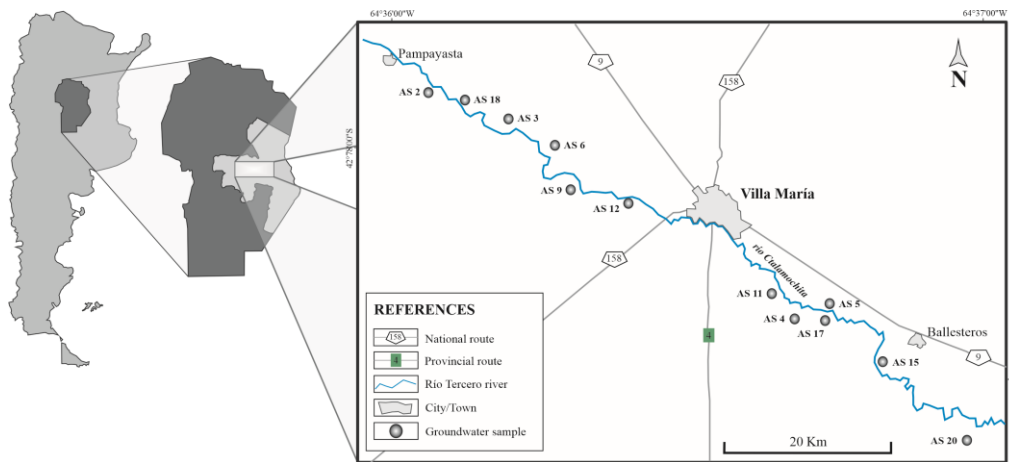 64°36'00"W
64°37'00"W
42°78'00"S
Pampayasta
9
158
N
AS 2
AS 18
AS 3
AS 6
AS 9
AS 12
Villa María
158
río Ctalamochita
AS 11
AS 5
AS 4
AS 17
Ballesteros
4
AS 15
9
AS 20
20 Km
REFERENCES
158 National route
4 Provincial route
Río Tercero river
City/Town
Groundwater sample